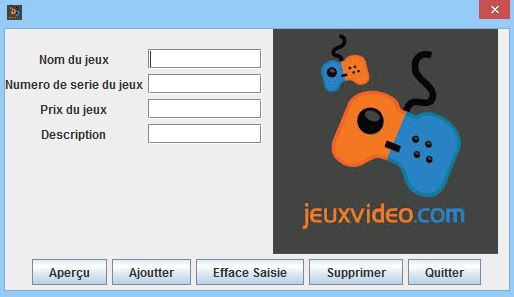 Nom du jeux
Numero de serie du jeux
Prix du jeux
Description
jeuxvideo.com
Aperçu Ajoutter Efface Saisie Supprimer Quitter